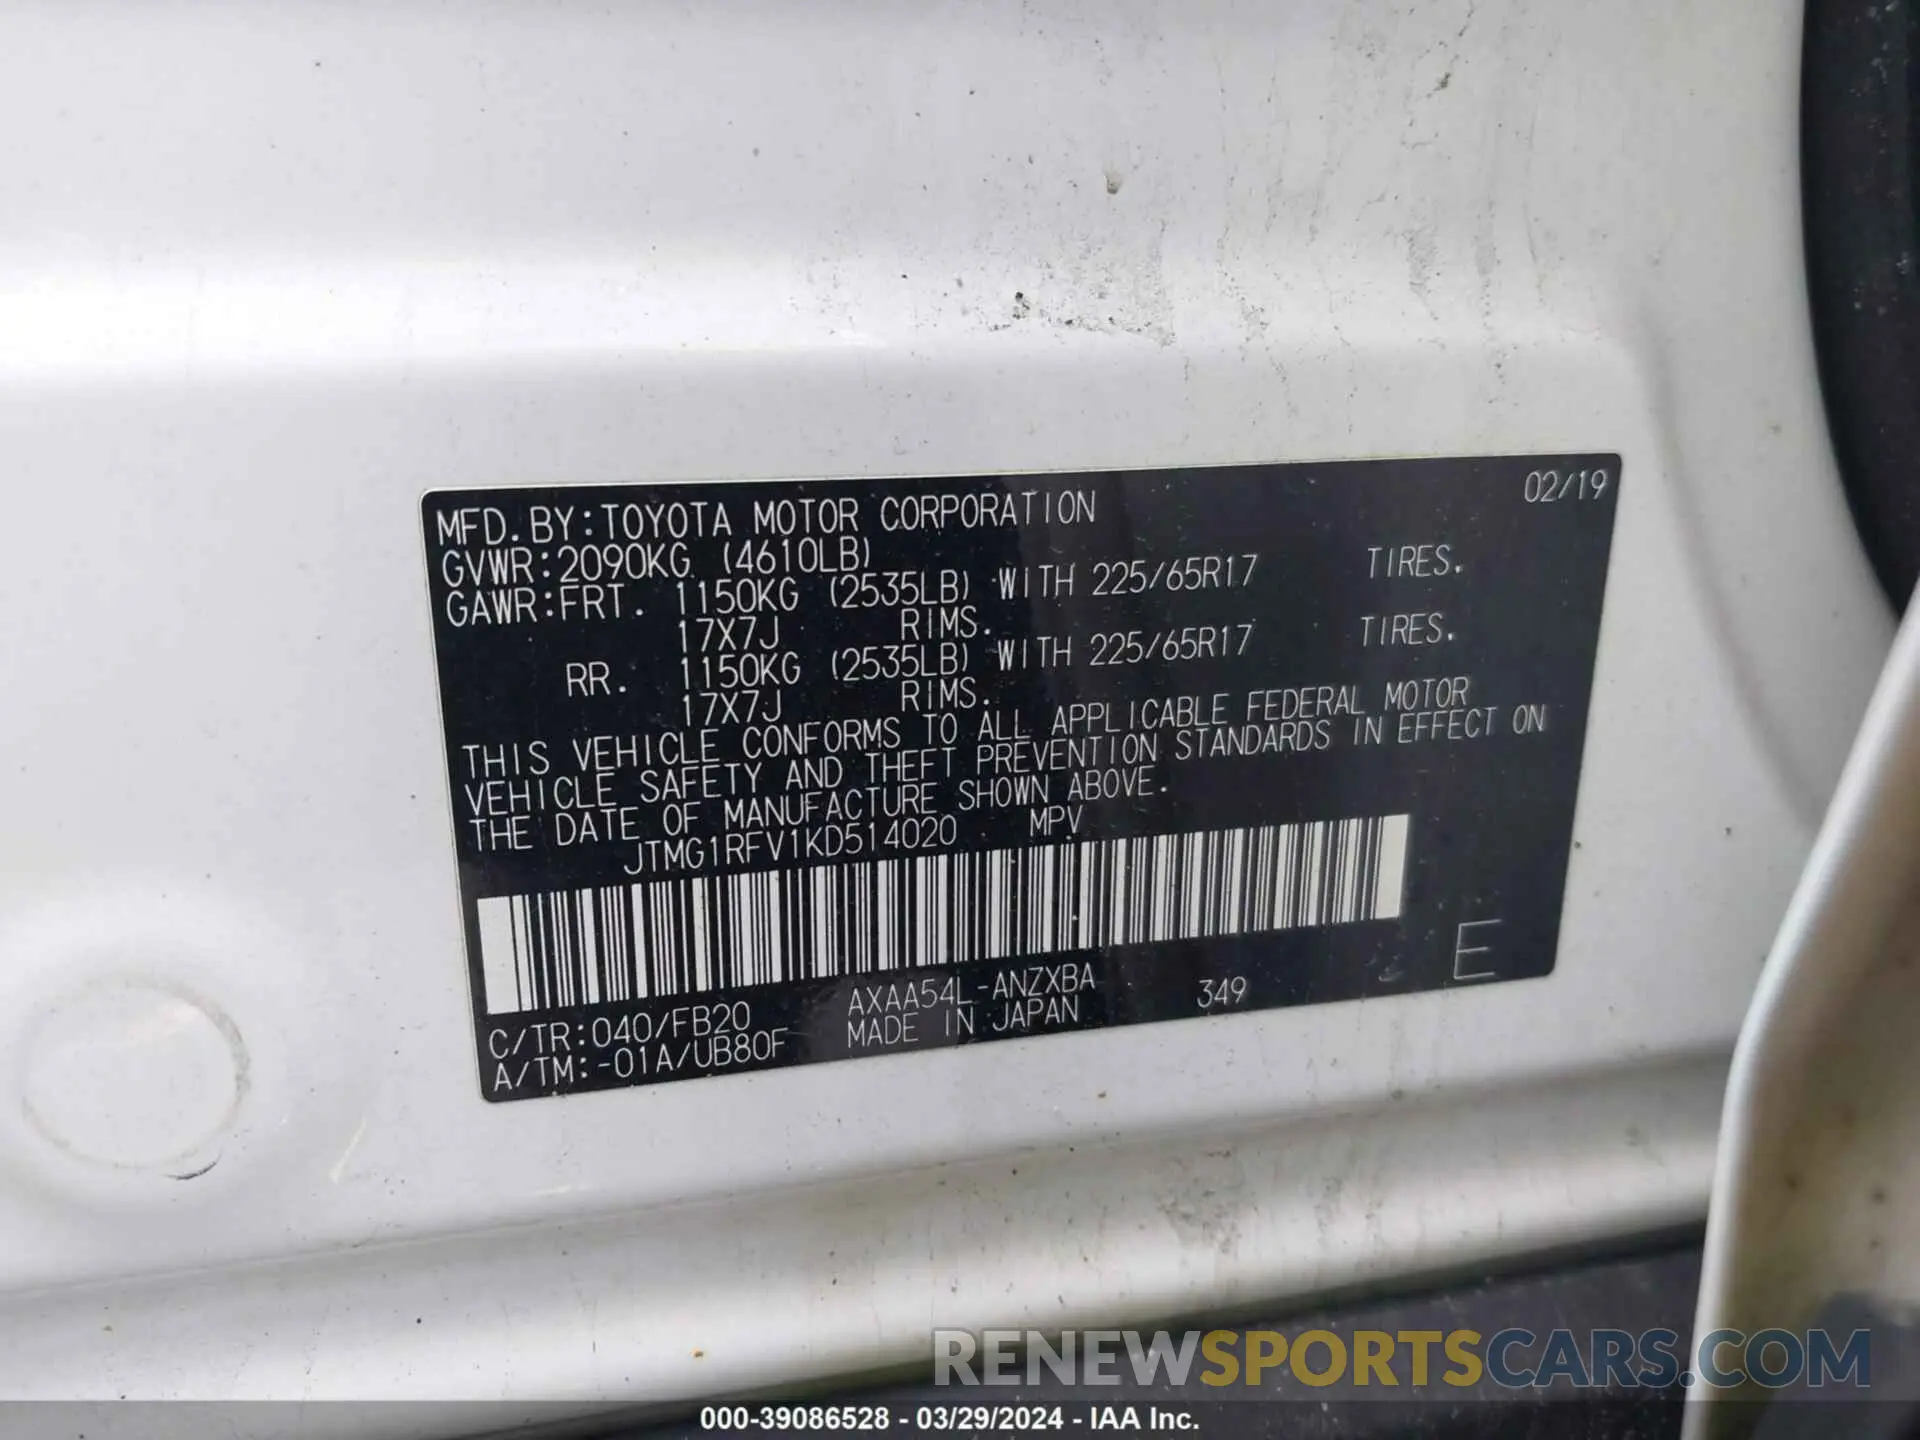 02/19
MFD. BY:TOYOTA MOTOR CORPORATION
GVWR:2090KG (4610LB)
GAWR:FRT. 1150KG (2535LB) WITH 225/65R17 TIRES.
17X7J RIMS.
RR. 1150KG (2535LB) WITH 225/65R17 TIRES.
17X7J RIMS.
THIS VEHICLE CONFORMS TO ALL APPLICABLE FEDERAL MOTOR
VEHICLE SAFETY AND THEFT PREVENTION STANDARDS IN EFFECT ON
THE DATE OF MANUFACTURE SHOWN ABOVE.
JTMG1RFV1KD514020 MPV
E
C/TR:040/FB20 AXAA54L-ANZXBA 349
A/TM:-01A/UB80F MADE IN JAPAN
RENEWSPORTSCARS.COM
000-39086528 - 03/29/2024 - IAA Inc.